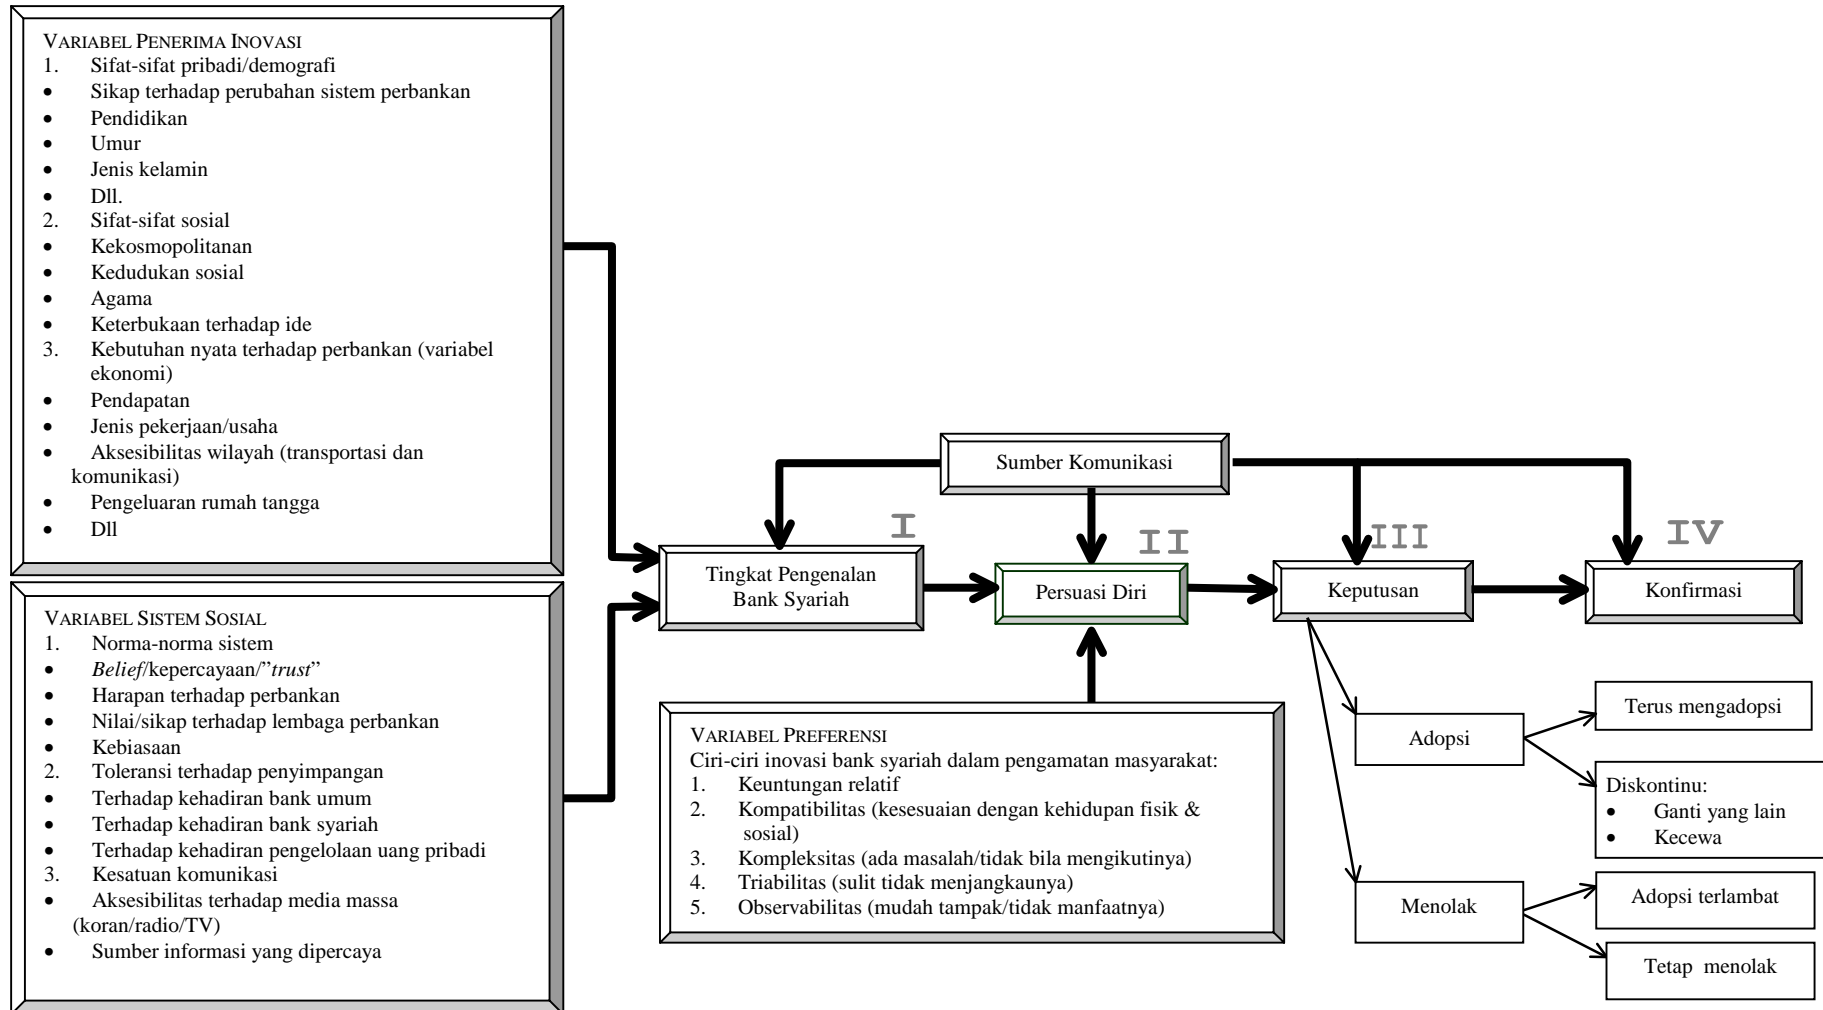 VARIABEL PENERIMA INOVASI
1. Sifat-sifat pribadi/demografi
• Sikap terhadap perubahan sistem perbankan
• Pendidikan
• Umur
• Jenis kelamin
• Dll.
2. Sifat-sifat sosial
• Kekosmopolitanan
• Kedudukan sosial
• Agama
• Keterbukaan terhadap ide
3. Kebutuhan nyata terhadap perbankan (variabel
ekonomi)
• Pendapatan
• Jenis pekerjaan/usaha
• Aksesibilitas wilayah (transportasi dan
komunikasi)
• Pengeluaran rumah tangga
• Dll
VARIABEL SISTEM SOSIAL
1. Norma-norma sistem
• Belief/kepercayaan/”trust”
• Harapan terhadap perbankan
• Nilai/sikap terhadap lembaga perbankan
• Kebiasaan
2. Toleransi terhadap penyimpangan
• Terhadap kehadiran bank umum
• Terhadap kehadiran bank syariah
• Terhadap kehadiran pengelolaan uang pribadi
3. Kesatuan komunikasi
• Aksesibilitas terhadap media massa
(koran/radio/TV)
• Sumber informasi yang dipercaya
Sumber Komunikasi
I
II
III
IV
Tingkat Pengenalan
Bank Syariah
Persuasi Diri
Keputusan
Konfirmasi
VARIABEL PREFERENSI
Ciri-ciri inovasi bank syariah dalam pengamatan masyarakat:
1. Keuntungan relatif
2. Kompatibilitas (kesesuaian dengan kehidupan fisik &
sosial)
3. Kompleksitas (ada masalah/tidak bila mengikutinya)
4. Triabilitas (sulit tidak menjangkaunya)
5. Observabilitas (mudah tampak/tidak manfaatnya)
Adopsi
Menolak
Terus mengadopsi
Diskontinu:
• Ganti yang lain
• Kecewa
Adopsi terlambat
Tetap menolak